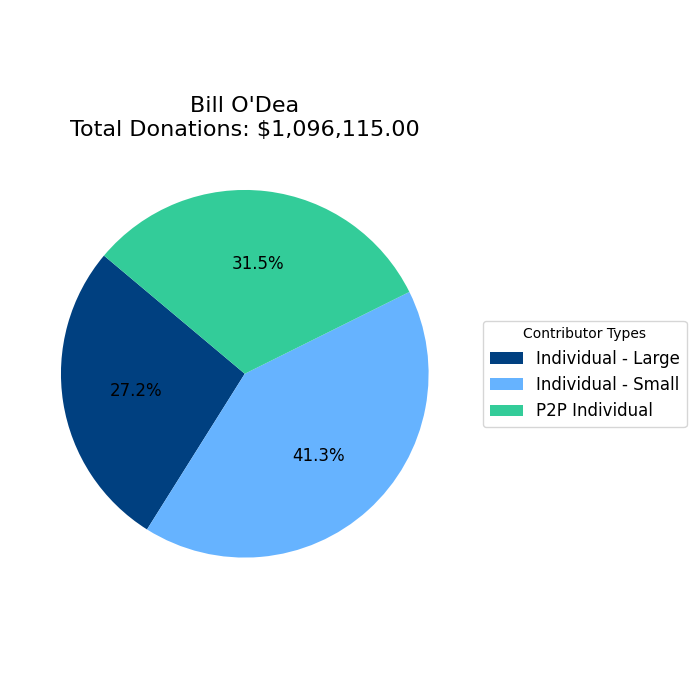 Bill O'Dea
Total Donations: $1,096,115.00
31.5%
27.2%
41.3%
Contributor Types
Individual - Large
Individual - Small
P2P Individual